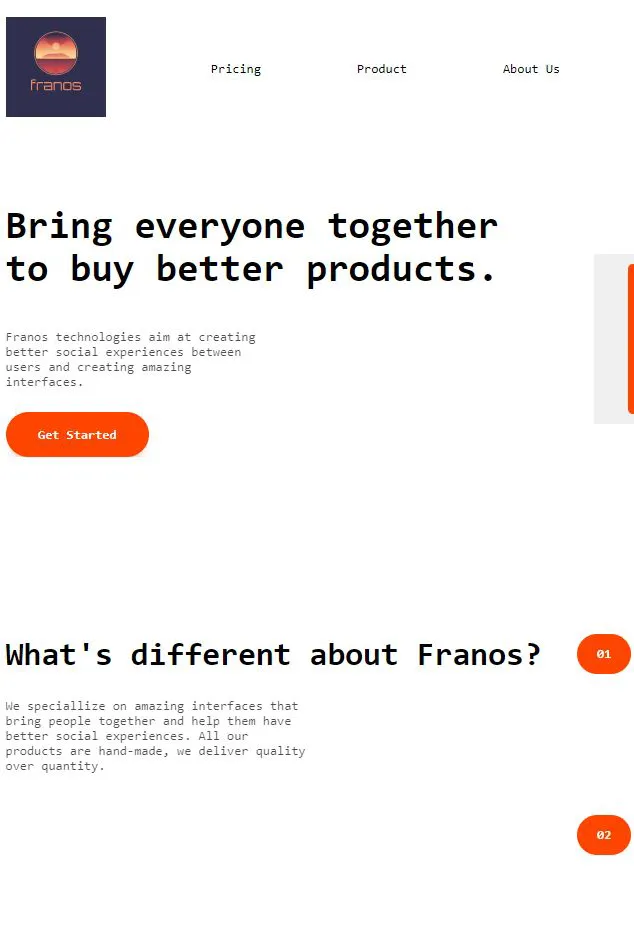 franos
Pricing Product About Us
Bring everyone together
to buy better products.
Franos technologies aim at creating
better social experiences between
users and creating amazing
interfaces.
Get Started
What's different about Franos?
01
We speciallize on amazing interfaces that
bring people together and help them have
better social experiences. All our
products are hand-made, we deliver quality
over quantity.
02